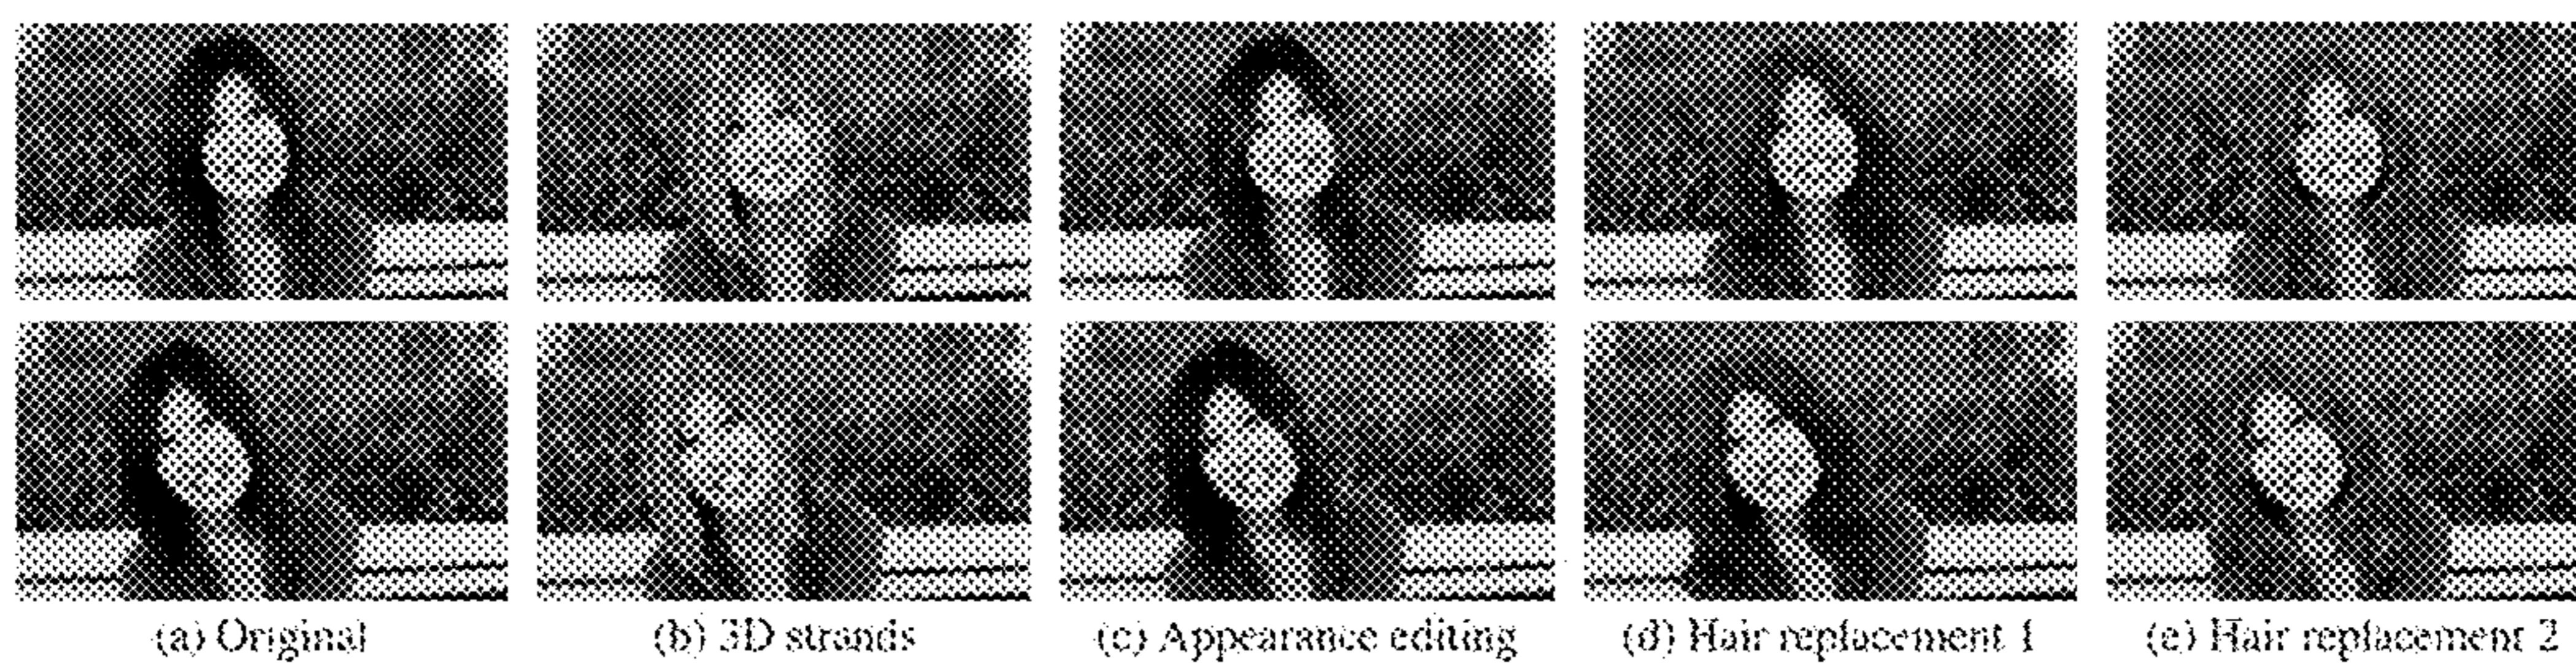 (a) Original
(b) 3D strands
(c) Appearance editing
(d) Hair replacement 1
(e) Hair replacement 2